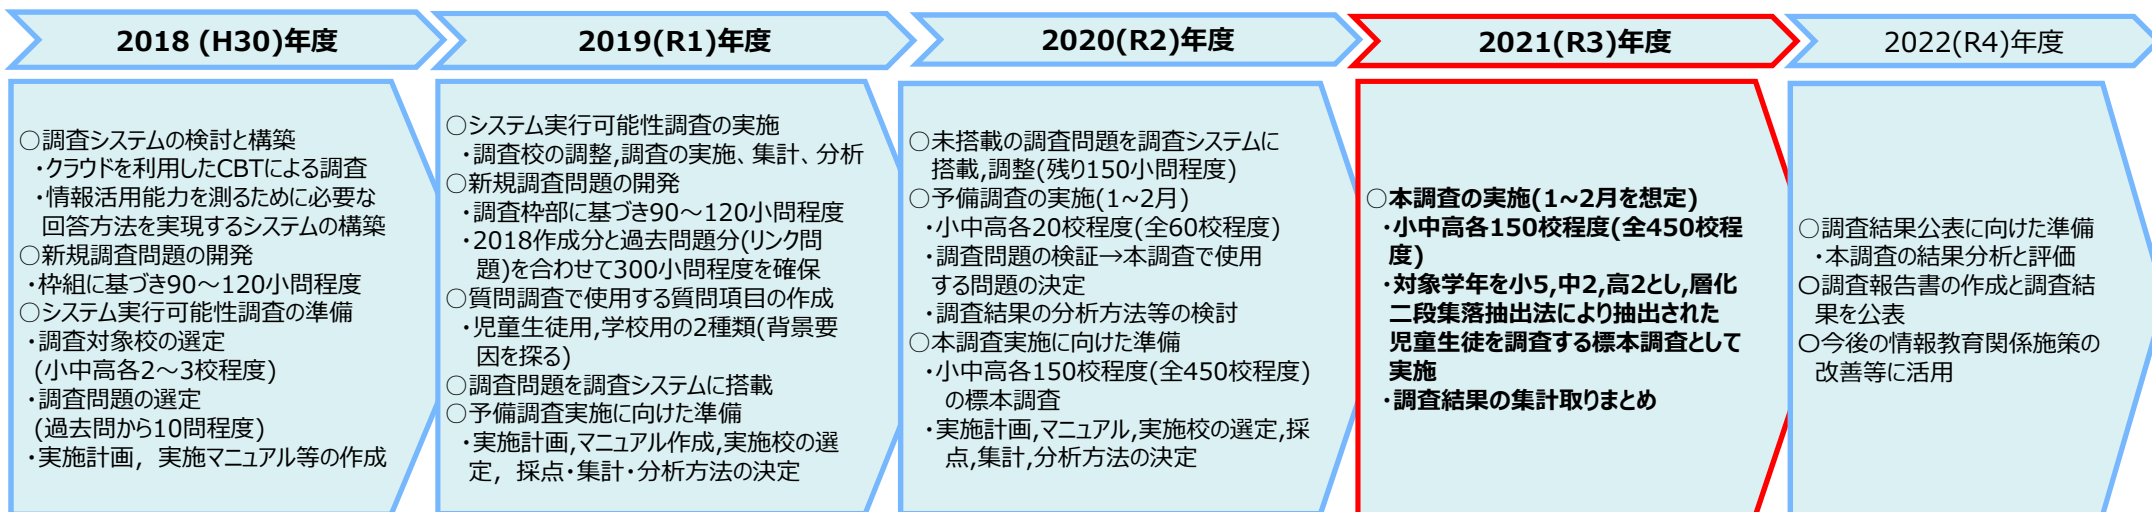 2018 (H30)年度
○調査システムの検討と構築
・クラウドを利用したCBTによる調査
・情報活用能力を測るために必要な
回答方法を実現するシステムの構築
○新規調査問題の開発
・枠組に基づき90～120小問程度
○システム実行可能性調査の準備
・調査対象校の選定
(小中高各2～3校程度)
・調査問題の選定
(過去問から10問程度)
・実施計画，実施マニュアル等の作成
2019(R1)年度
○システム実行可能性調査の実施
・調査校の調整,調査の実施、集計、分析
○新規調査問題の開発
・調査枠部に基づき90～120小問程度
・2018作成分と過去問題分(リンク問
題)を合わせて300小問程度を確保
○質問調査で使用する質問項目の作成
・児童生徒用,学校用の2種類(背景要
因を探る)
○調査問題を調査システムに搭載
○予備調査実施に向けた準備
・実施計画,マニュアル作成,実施校の選
定，採点・集計・分析方法の決定
2020(R2)年度
○未搭載の調査問題を調査システムに
搭載,調整(残り150小問程度)
○予備調査の実施(1~2月)
・小中高各20校程度(全60校程度)
・調査問題の検証→本調査で使用
する問題の決定
・調査結果の分析方法等の検討
○本調査実施に向けた準備
・小中高各150校程度(全450校程度)
の標本調査
・実施計画,マニュアル,実施校の選定,採
点,集計,分析方法の決定
2021(R3)年度
○本調査の実施(1~2月を想定)
・小中高各150校程度(全450校程
度)
・対象学年を小5,中2,高2とし,層化
二段集落抽出法により抽出された
児童生徒を調査する標本調査として
実施
・調査結果の集計取りまとめ
2022(R4)年度
○調査結果公表に向けた準備
・本調査の結果分析と評価
〇調査報告書の作成と調査結
果を公表
〇今後の情報教育関係施策の
改善等に活用